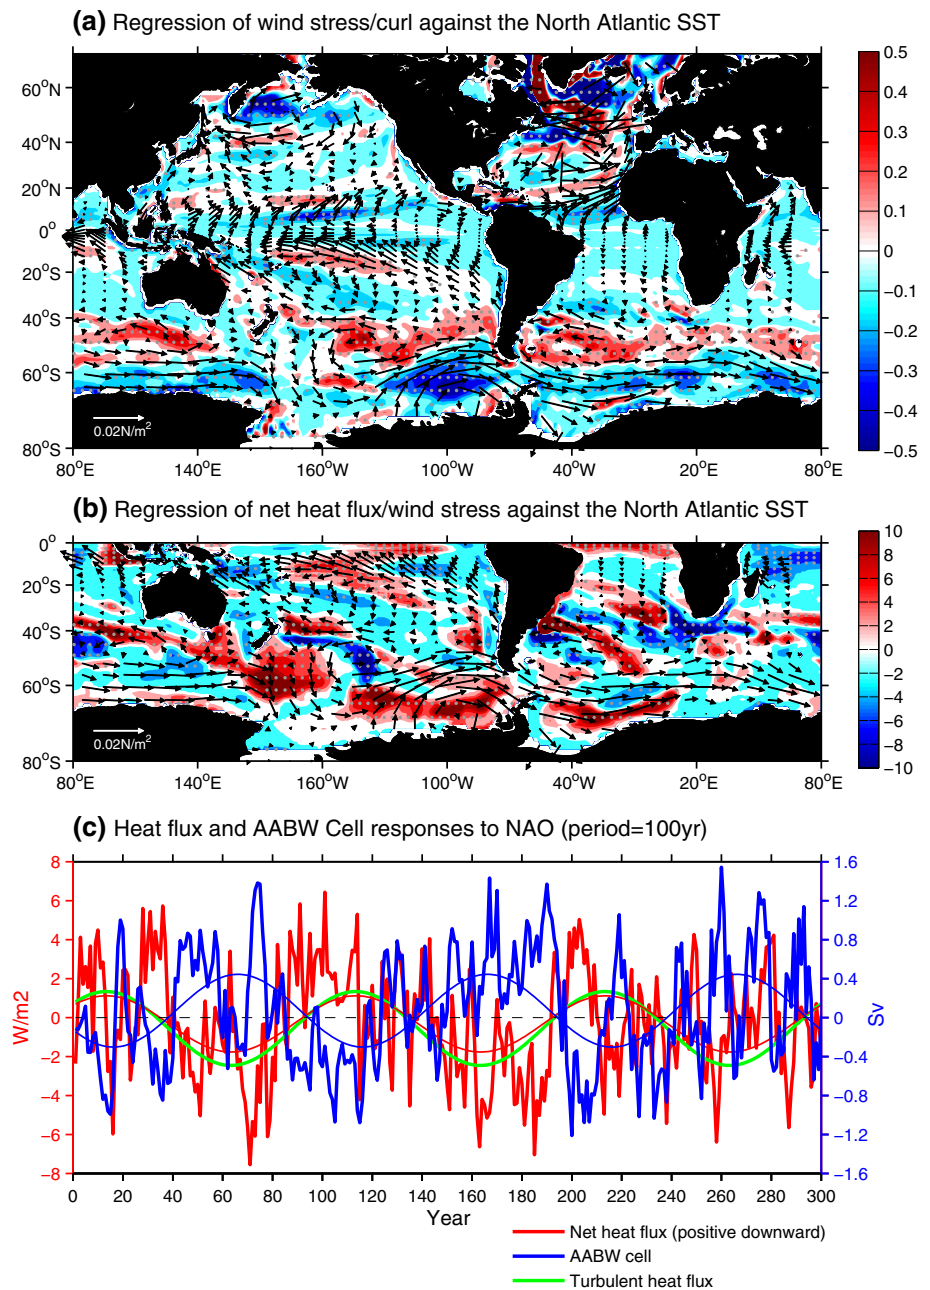 (a) Regression of wind stress/curl against the North Atlantic SST
60°N
40°N
20°N
0°
20°S
40°S
60°S
80°S
0.02N/m²
80°E 140°E 160°W 100°W 40°W 20°E 80°E
0.5
0.4
0.3
0.2
0.1
0
−0.1
−0.2
−0.3
−0.4
−0.5
(b) Regression of net heat flux/wind stress against the North Atlantic SST
0°
20°S
40°S
60°S
80°S
0.02N/m²
80°E 140°E 160°W 100°W 40°W 20°E 80°E
10
8
6
4
2
0
−2
−4
−6
−8
−10
(c) Heat flux and AABW Cell responses to NAO (period=100yr)
8
6
4
2
0
−2
−4
−6
−8
W/m2
1.6
1.2
0.8
0.4
0
−0.4
−0.8
−1.2
−1.6
Sv
0 20 40 60 80 100 120 140 160 180 200 220 240 260 280 300
Year
Net heat flux (positive downward)
AABW cell
Turbulent heat flux